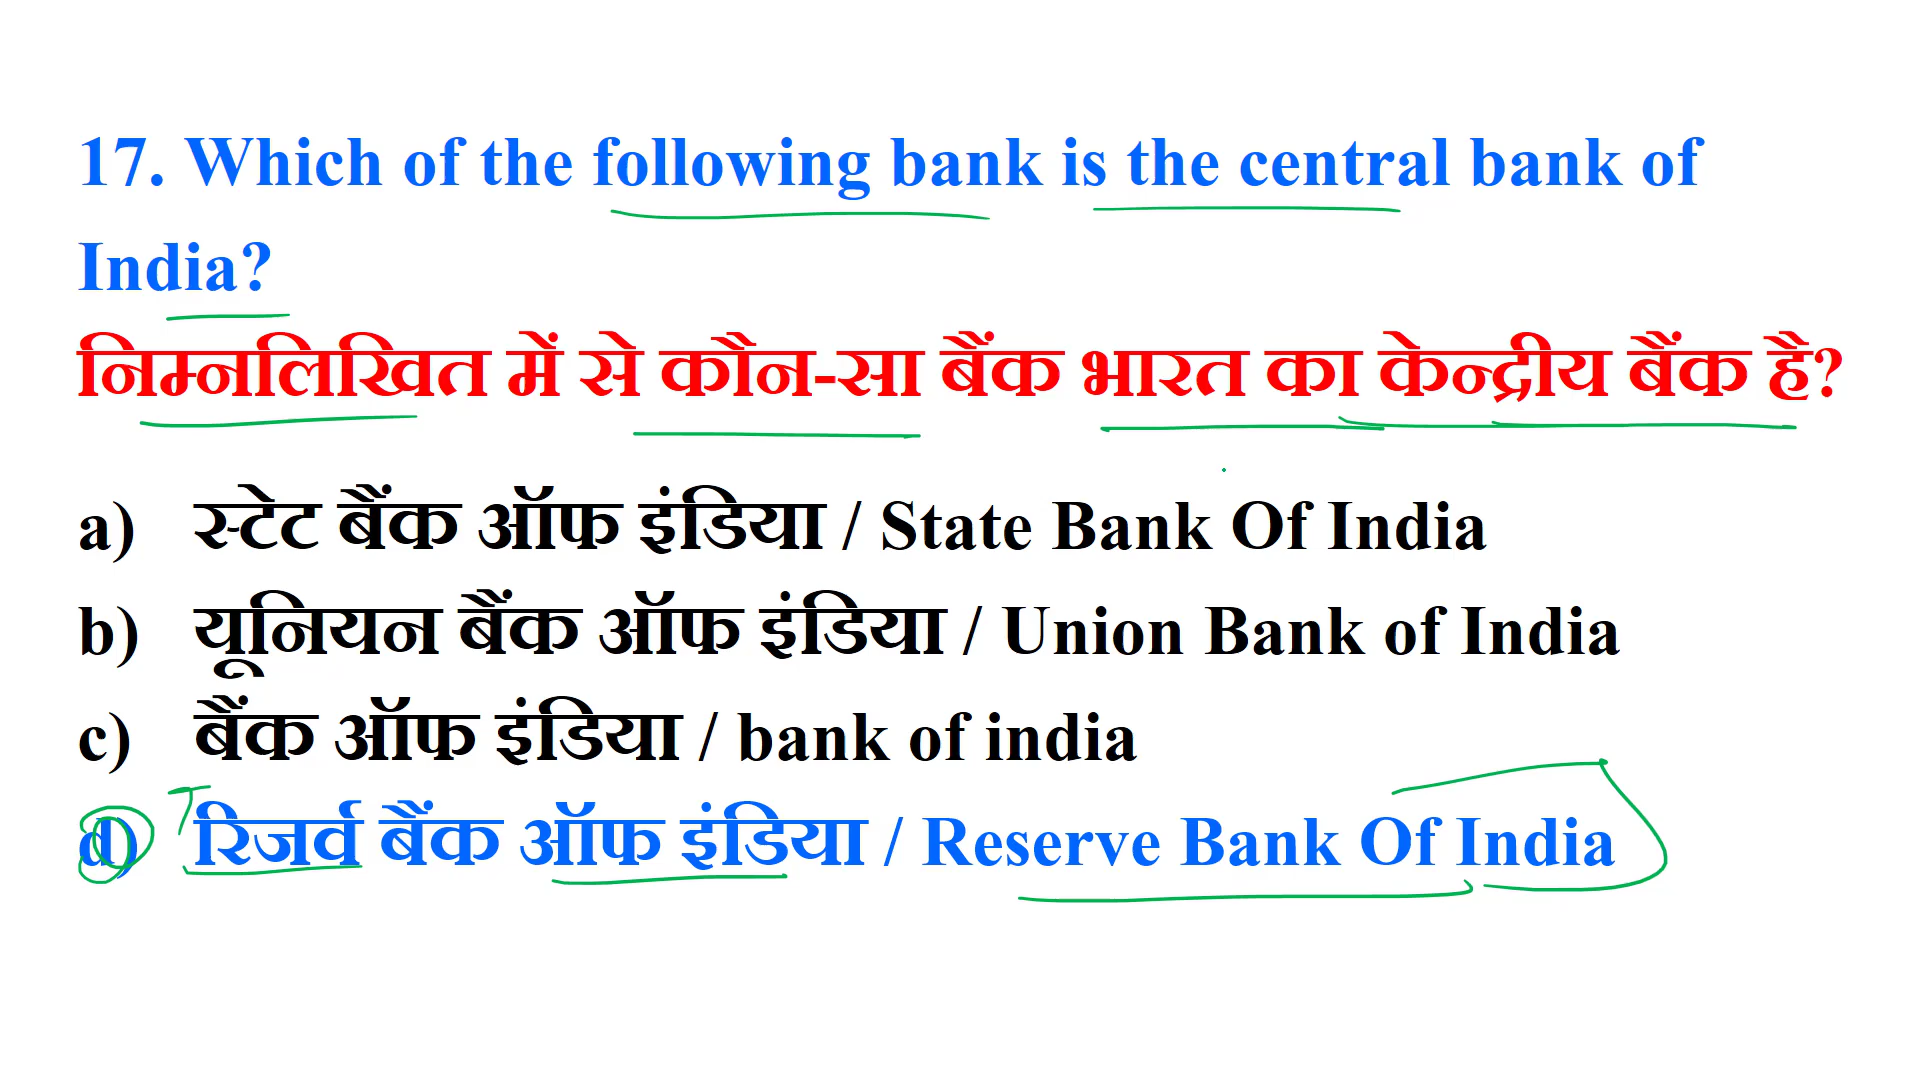 17. Which of the following bank is the central bank of
India?
निम्नलिखित में से कौन-सा बैंक भारत का केन्द्रीय बैंक है?
a) स्टेट बैंक ऑफ इंडिया / State Bank Of India
b) यूनियन बैंक ऑफ इंडिया / Union Bank of India
c) बैंक ऑफ इंडिया / bank of india
d) रिजर्व बैंक ऑफ इंडिया / Reserve Bank Of India